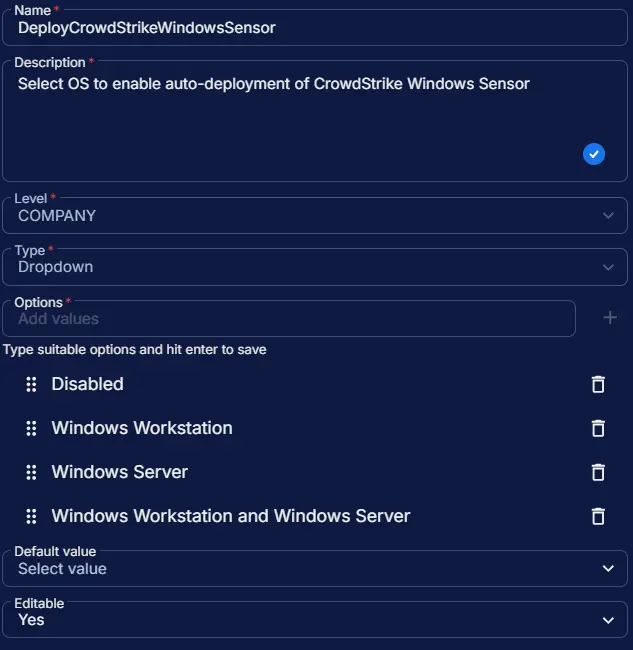 Name *
DeployCrowdStrikeWindowsSensor
Description *
Select OS to enable auto-deployment of CrowdStrike Windows Sensor
Level *
COMPANY
Type *
Dropdown
Options *
Add values
Type suitable options and hit enter to save
Disabled
Windows Workstation
Windows Server
Windows Workstation and Windows Server
Default value
Select value
Editable
Yes